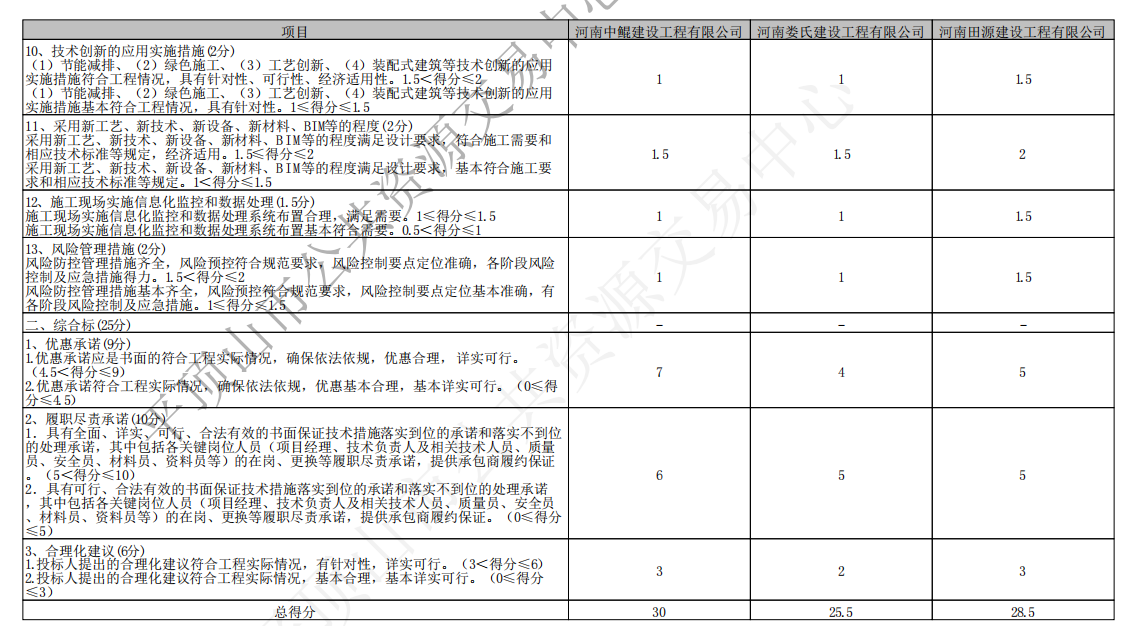 项目 河南中鲲建设工程有限公司 河南娄氏建设工程有限公司 河南田源建设工程有限公司
10、技术创新的应用实施措施(2分)
（1）节能减排、（2）绿色施工、（3）工艺创新、（4）装配式建筑等技术创新的应用
实施措施符合工程情况，具有针对性、可行性、经济适用性。1.5＜得分≤2
（1）节能减排、（2）绿色施工、（3）工艺创新、（4）装配式建筑等技术创新的应用
实施措施基本符合工程情况，具有针对性。1≤得分≤1.5
1 1 1.5
11、采用新工艺、新技术、新设备、新材料、BIM等的程度(2分)
采用新工艺、新技术、新设备、新材料、BIM等的程度满足设计要求，符合施工需要和
相应技术标准等规定，经济适用。1.5≤得分≤2
采用新工艺、新技术、新设备、新材料、BIM等的程度满足设计要求，基本符合施工要
求和相应技术标准等规定。1＜得分≤1.5
1.5 1.5 2
12、施工现场实施信息化监控和数据处理(1.5分)
施工现场实施信息化监控和数据处理系统布置合理，满足需要。1≤得分≤1.5
施工现场实施信息化监控和数据处理系统布置基本符合需要。0.5＜得分≤1
1 1 1.5
13、风险管理措施(2分)
风险防控管理措施齐全，风险预控符合规范要求，风险控制要点定位准确，各阶段风险
控制及应急措施得力。1.5＜得分≤2
风险防控管理措施基本齐全，风险预控符合规范要求，风险控制要点定位基本准确，有
各阶段风险控制及应急措施。1≤得分≤1.5
1 1 1.5
二、综合标(25分) - - -
1、优惠承诺(9分)
1.优惠承诺应是书面的符合工程实际情况，确保依法依规，优惠合理，详实可行。
（4.5＜得分≤9）
2.优惠承诺符合工程实际情况，确保依法依规，优惠基本合理，基本详实可行。（0≤得
分≤4.5）
7 4 5
2、履职尽责承诺(10分)
1．具有全面、详实、可行、合法有效的书面保证技术措施落实到位的承诺和落实不到位
的处理承诺，其中包括各关键岗位人员（项目经理、技术负责人及相关技术人员、质量
员、安全员、材料员、资料员等）的在岗、更换等履职尽责承诺，提供承包商履约保证
。（5＜得分≤10）
2．具有可行、合法有效的书面保证技术措施落实到位的承诺和落实不到位的处理承诺
，其中包括各关键岗位人员（项目经理、技术负责人及相关技术人员、质量员、安全员
、材料员、资料员等）的在岗、更换等履职尽责承诺，提供承包商履约保证。（0≤得分
≤5）
6 5 5
3、合理化建议(6分)
1.投标人提出的合理化建议符合工程实际情况，有针对性，详实可行。（3＜得分≤6）
2.投标人提出的合理化建议符合工程实际情况，基本合理，基本详实可行。（0≤得分
≤3）
3 2 3
总得分 30 25.5 28.5
平顶山市公共资源交易中心
平顶山市公共资源交易中心